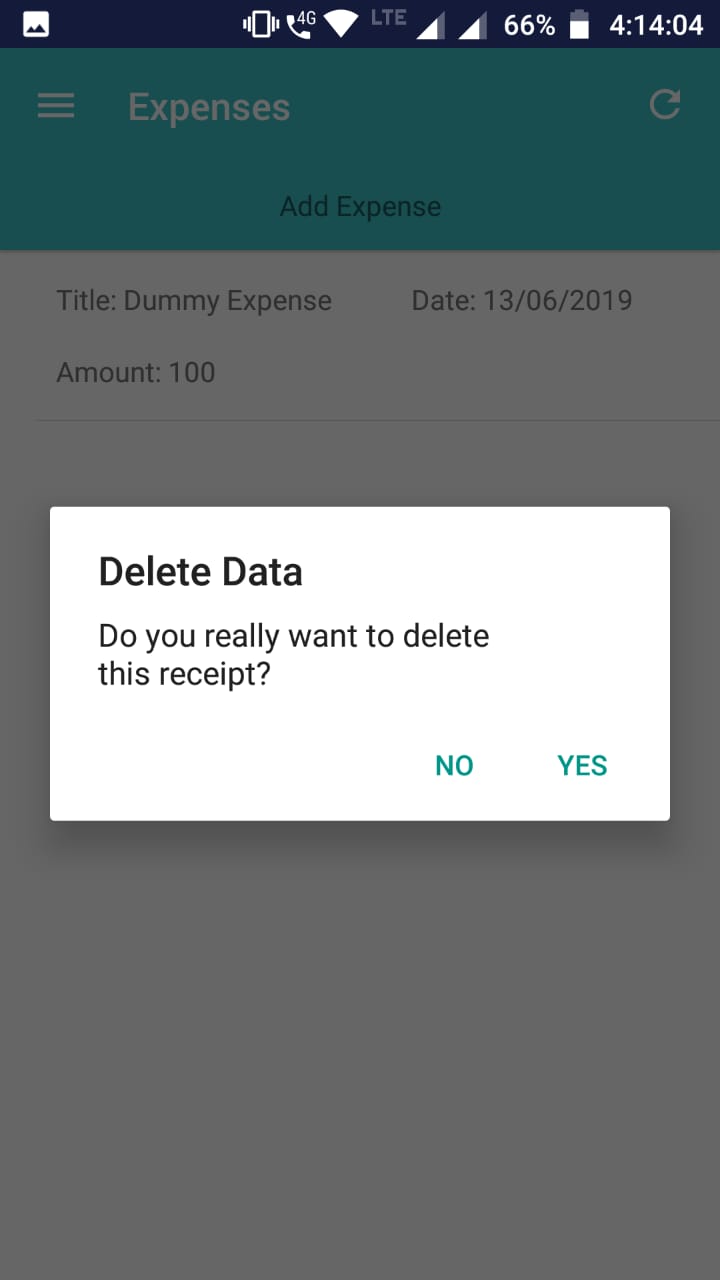 4G LTE 66% 4:14:04
Expenses
Add Expense
Title: Dummy Expense Date: 13/06/2019
Amount: 100
Delete Data
Do you really want to delete
this receipt?
NO YES